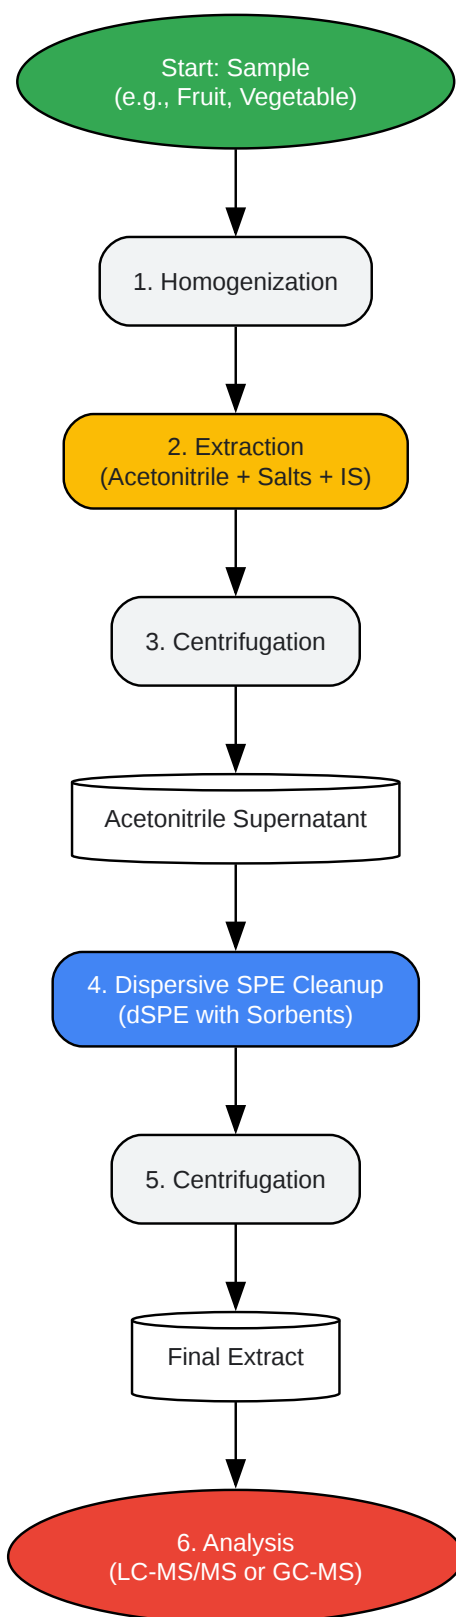 Start: Sample
(e.g., Fruit, Vegetable)
1. Homogenization
2. Extraction
(Acetonitrile + Salts + IS)
3. Centrifugation
Acetonitrile Supernatant
4. Dispersive SPE Cleanup
(dSPE with Sorbents)
5. Centrifugation
Final Extract
6. Analysis
(LC-MS/MS or GC-MS)